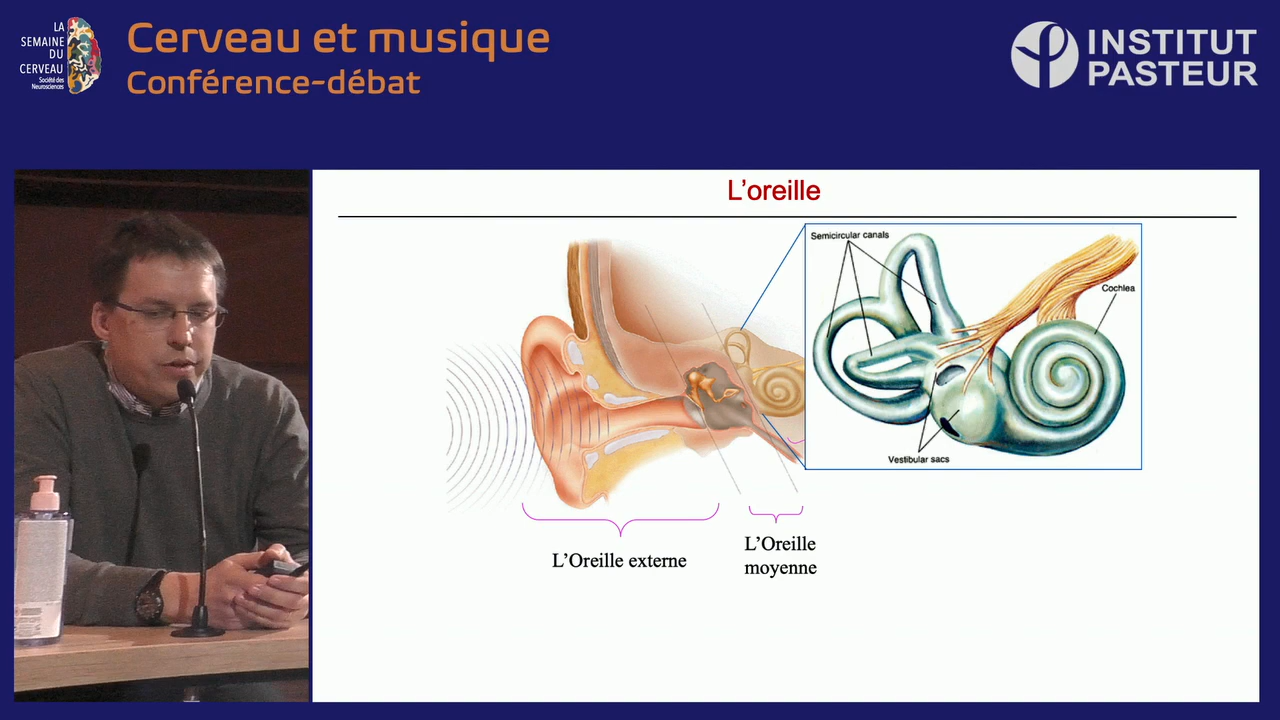 LA
SEMAINE
DU
CERVEAU
Société des
Neurosciences
Cerveau et musique
Conférence-débat
INSTITUT
PASTEUR
L'oreille
Semicircular canals
Cochlea
Vestibular sacs
L'Oreille externe
L'Oreille
moyenne